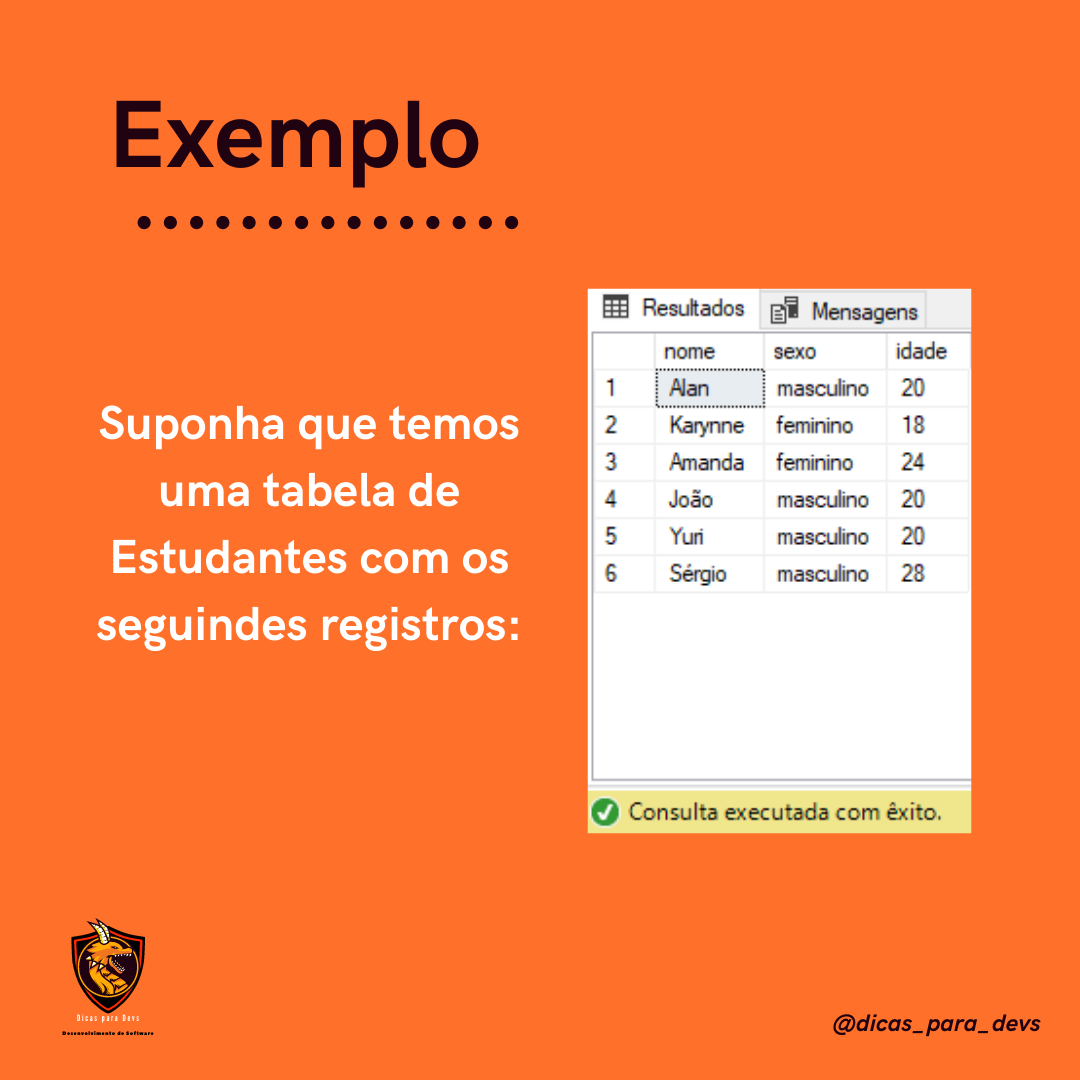 Exemplo
Suponha que temos
uma tabela de
Estudantes com os
seguindes registros:
Resultados Mensagens
nome sexo idade
1 Alan masculino 20
2 Karynne feminino 18
3 Amanda feminino 24
4 João masculino 20
5 Yuri masculino 20
6 Sérgio masculino 28
Consulta executada com êxito.
Dicas para Devs
Desenvolvimento de Software
@dicas_para_devs